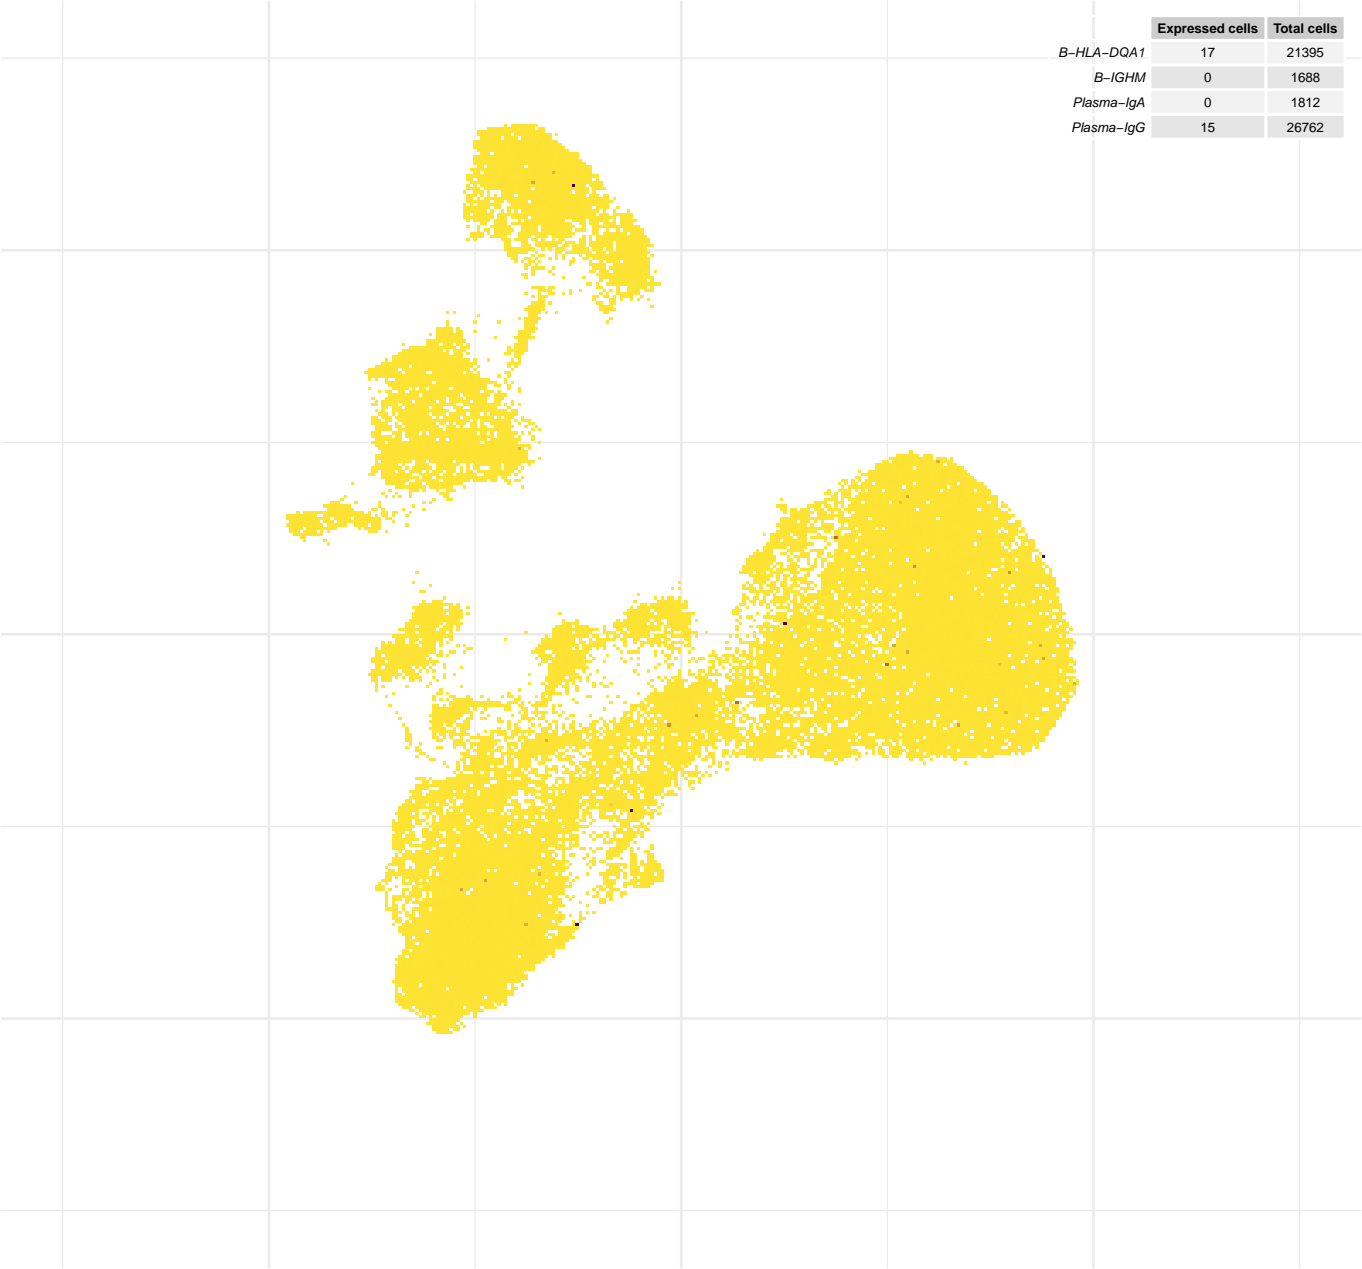 Expressed cells Total cells
B−HLA−DQA1 17 21395
B−IGHM 0 1688
Plasma−IgA 0 1812
Plasma−IgG 15 26762